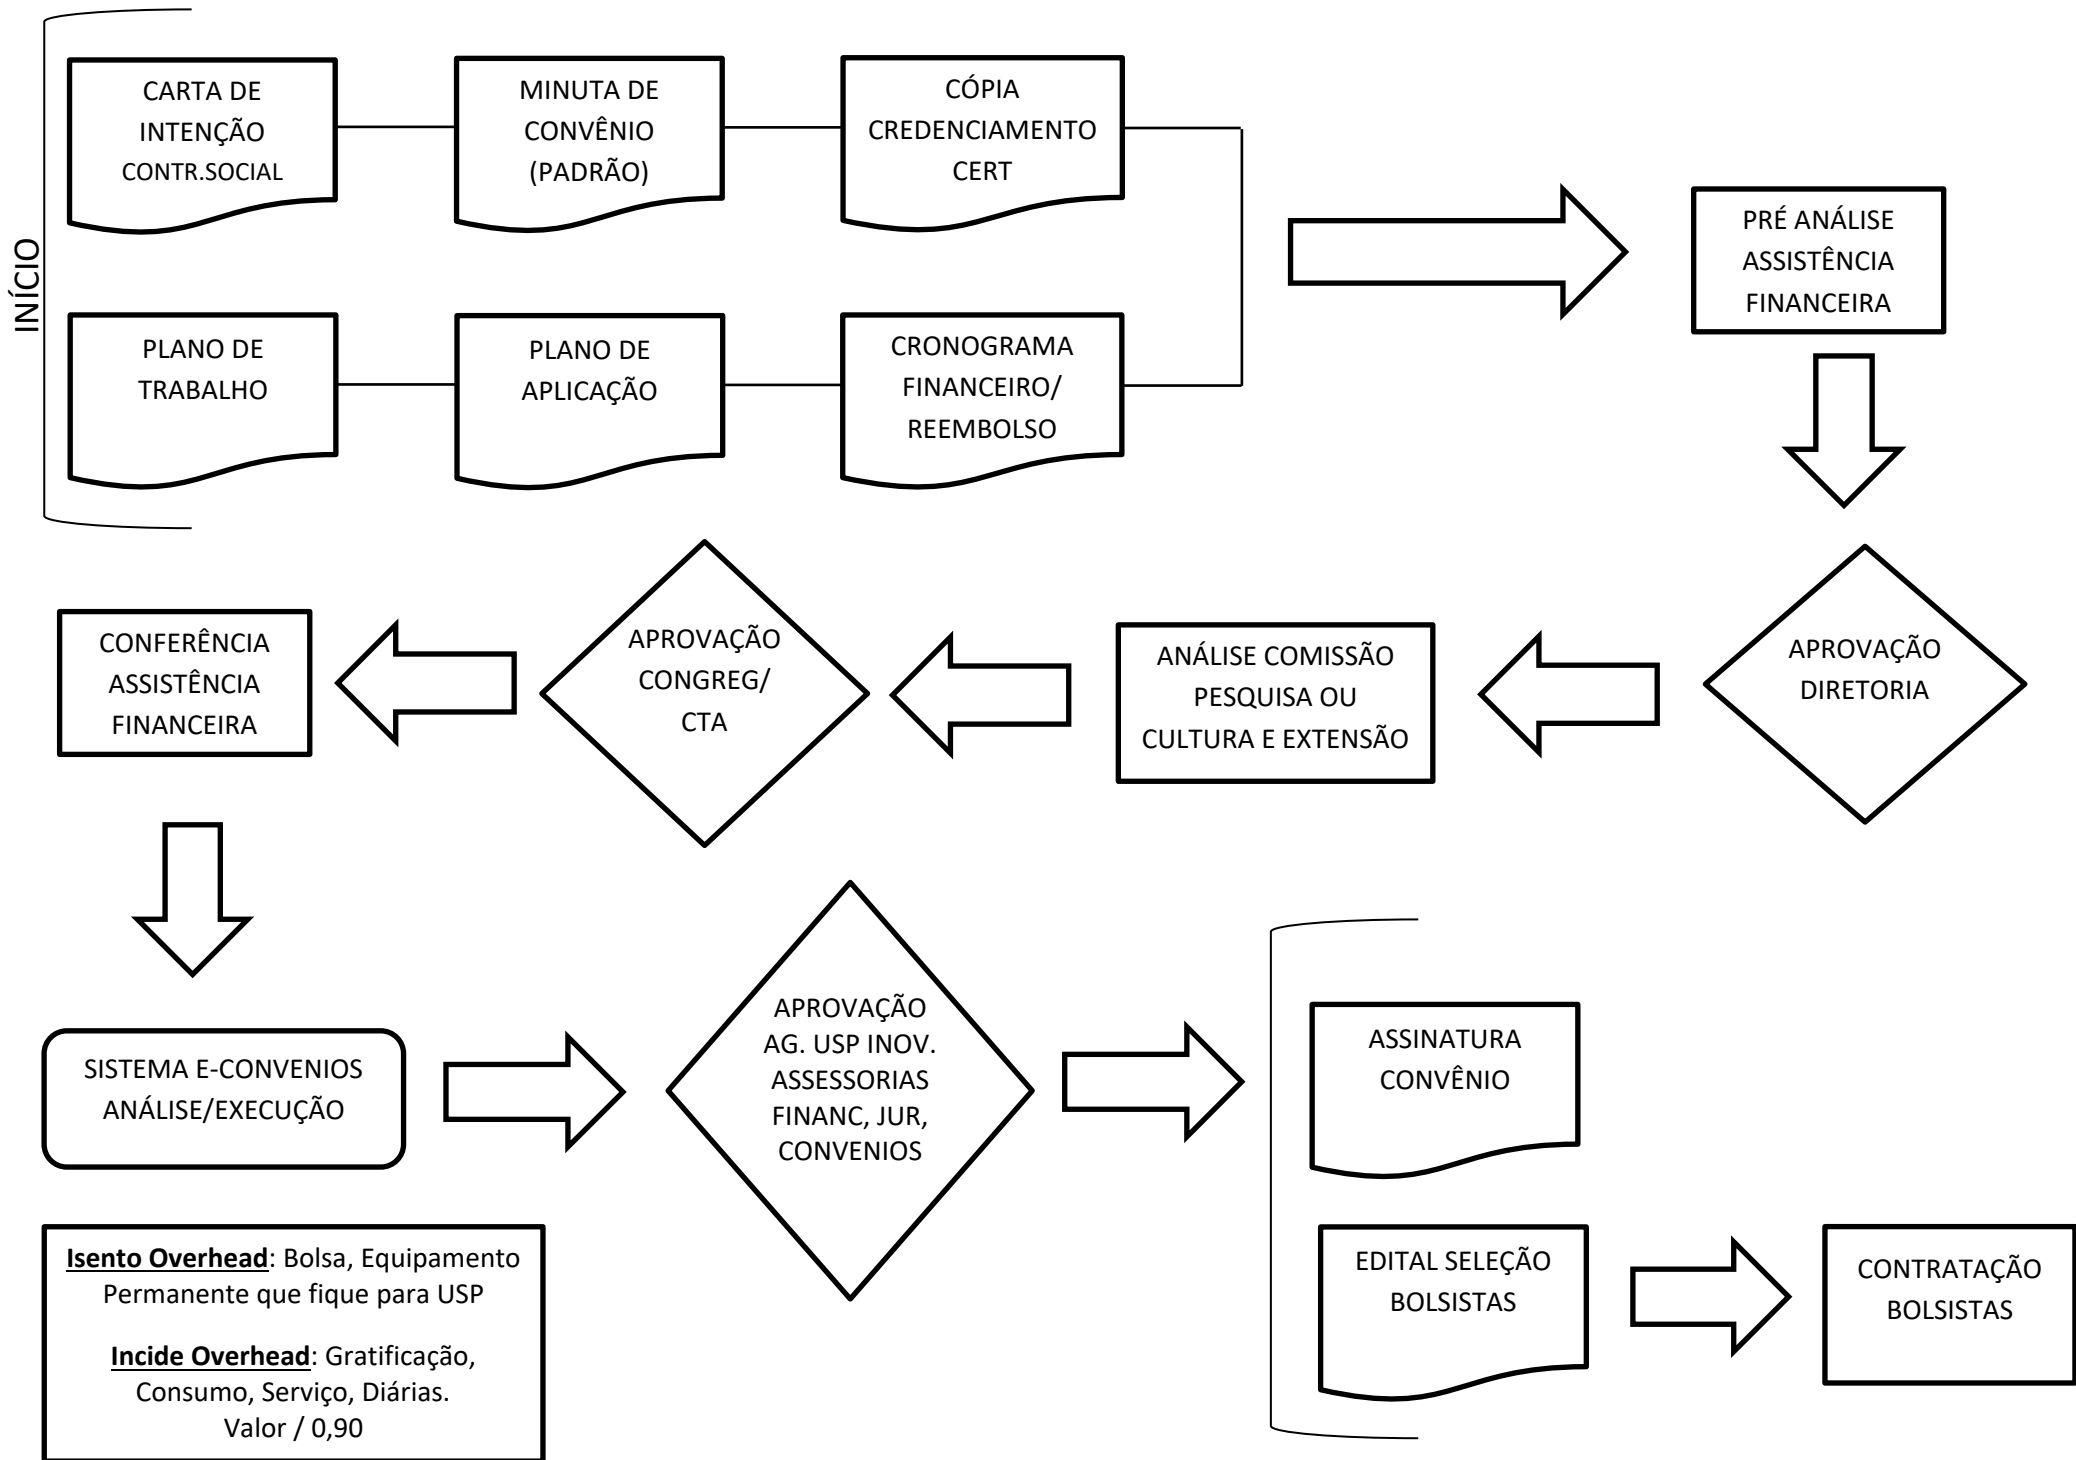 INÍCIO
CARTA DE
INTENÇÃO
CONTR.SOCIAL
MINUTA DE
CONVÊNIO
(PADRÃO)
CÓPIA
CREDENCIAMENTO
CERT
PLANO DE
TRABALHO
PLANO DE
APLICAÇÃO
CRONOGRAMA
FINANCEIRO/
REEMBOLSO
PRÉ ANÁLISE
ASSISTÊNCIA
FINANCEIRA
APROVAÇÃO
DIRETORIA
ANÁLISE COMISSÃO
PESQUISA OU
CULTURA E EXTENSÃO
APROVAÇÃO
CONGREG/
CTA
CONFERÊNCIA
ASSISTÊNCIA
FINANCEIRA
SISTEMA E-CONVENIOS
ANÁLISE/EXECUÇÃO
APROVAÇÃO
AG. USP INOV.
ASSESSORIAS
FINANC, JUR,
CONVENIOS
ASSINATURA
CONVÊNIO
EDITAL SELEÇÃO
BOLSISTAS
CONTRATAÇÃO
BOLSISTAS
Isento Overhead: Bolsa, Equipamento
Permanente que fique para USP
Incide Overhead: Gratificação,
Consumo, Serviço, Diárias.
Valor / 0,90